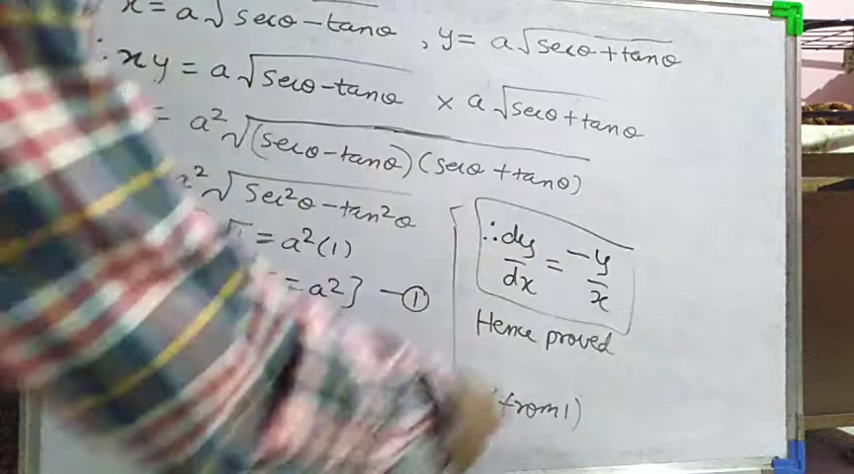 x = a√secθ - tanθ , y = a√secθ + tanθ
∴ xy = a√secθ - tanθ × a√secθ + tanθ
= a²√(secθ - tanθ)(secθ + tanθ)
²√sec²θ - tan²θ
√1 = a²(1)
= a²} —①
∴ dy/dx = -y/x
Hence proved
(from 1)